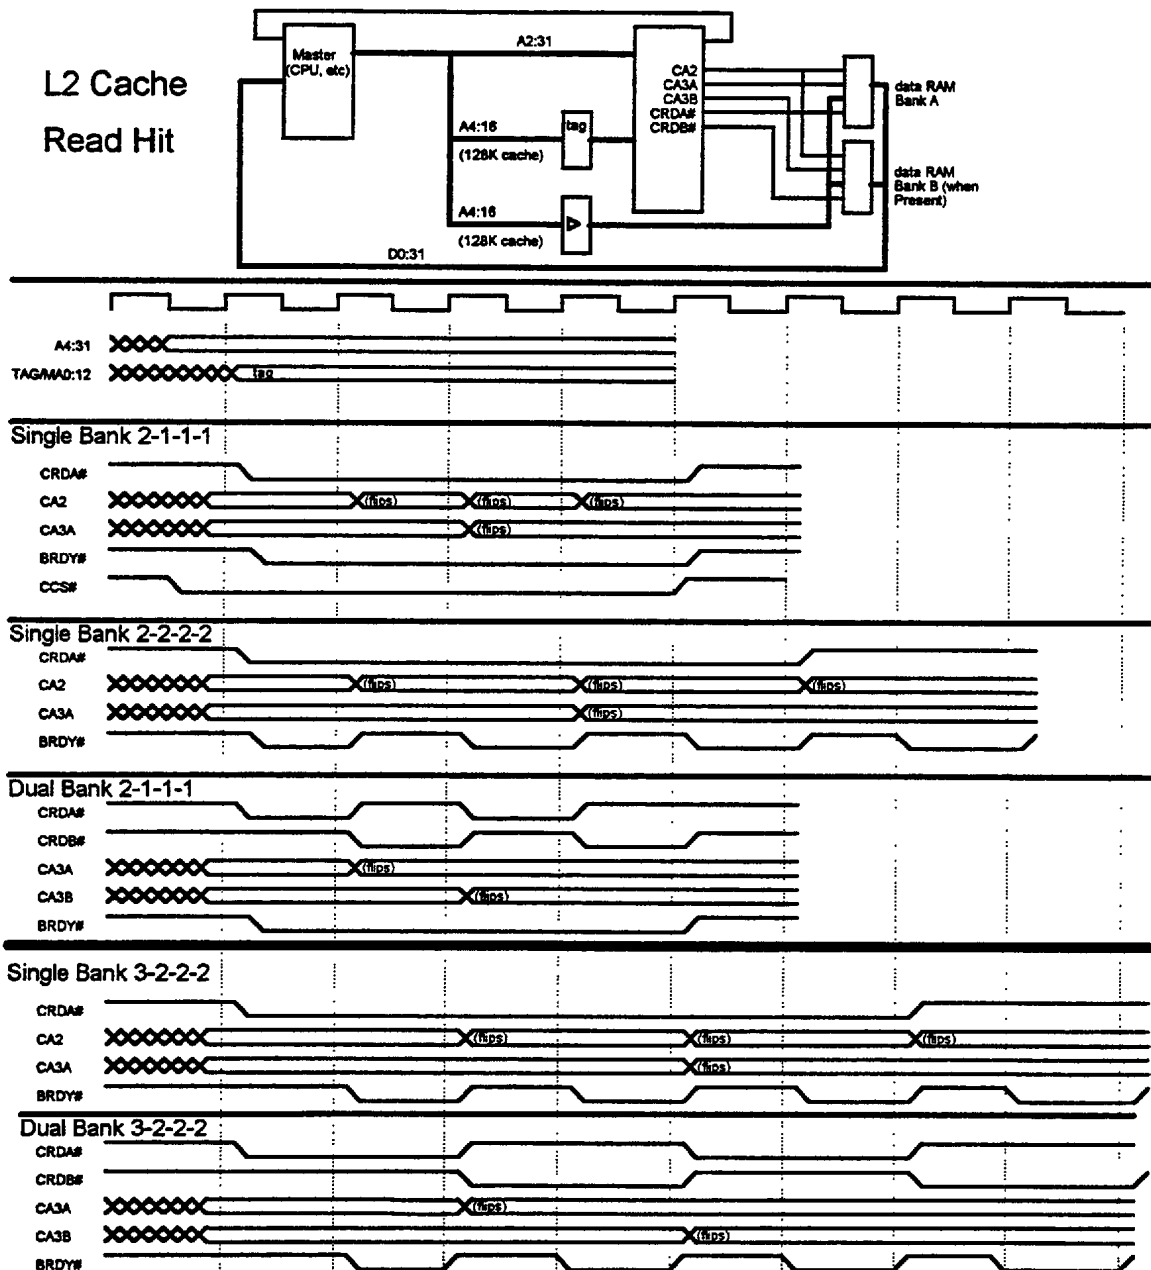 L2 Cache
Read Hit
Master
(CPU, etc)
A2:31
CA2
CA3A
CA3B
CRDA#
CRDB#
data RAM
Bank A
A4:16
tag
(128K cache)
data RAM
Bank B (when
Present)
A4:16
(128K cache)
D0:31
A4:31
TAG/MA0:12 tag
Single Bank 2-1-1-1
CRDA#
CA2 (flips) (flips) (flips)
CA3A (flips)
BRDY#
CCS#
Single Bank 2-2-2-2
CRDA#
CA2 (flips) (flips) (flips)
CA3A (flips)
BRDY#
Dual Bank 2-1-1-1
CRDA#
CRDB#
CA3A (flips)
CA3B (flips)
BRDY#
Single Bank 3-2-2-2
CRDA#
CA2 (flips) (flips) (flips)
CA3A (flips)
BRDY#
Dual Bank 3-2-2-2
CRDA#
CRDB#
CA3A (flips)
CA3B (flips)
BRDY#